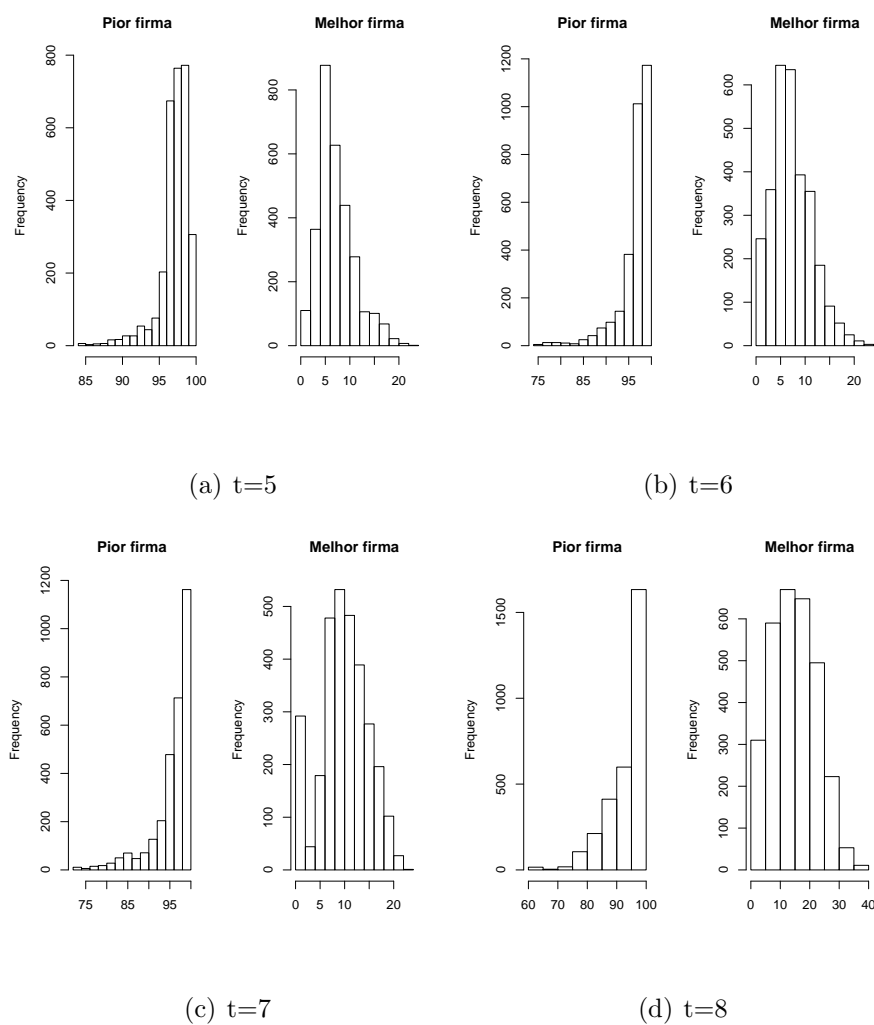 Pior firma
Frequency
0 200 400 600 800
85 90 95 100
Melhor firma
0 200 400 600 800
0 5 10 20
(a) t=5
Pior firma
Frequency
0 200 400 600 800 1000 1200
75 85 95
Melhor firma
0 100 200 300 400 500 600
0 5 10 20
(b) t=6
Pior firma
Frequency
0 200 400 600 800 1000 1200
75 85 95
Melhor firma
0 100 200 300 400 500
0 5 10 20
(c) t=7
Pior firma
Frequency
0 500 1000 1500
60 70 80 90 100
Melhor firma
0 100 200 300 400 500 600
0 10 20 30 40
(d) t=8